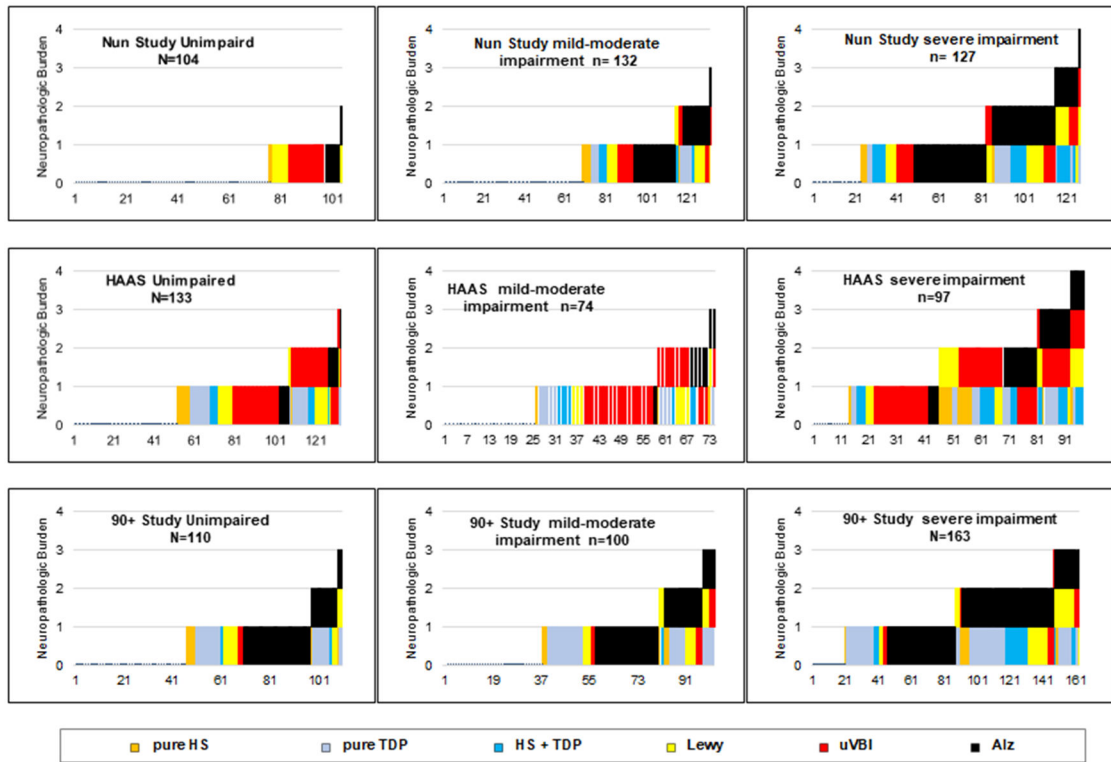 Neuropathologic Burden
4
3
2
1
0
Nun Study Unimpaird
N=104
1 21 41 61 81 101
Neuropathologic Burden
4
3
2
1
0
Nun Study mild-moderate
impairment n= 132
1 21 41 61 81 101 121
Neuropathologic Burden
4
3
2
1
0
Nun Study severe impairment
n= 127
1 21 41 61 81 101 121
Neuropathologic Burden
4
3
2
1
0
HAAS Unimpaired
N=133
1 21 41 61 81 101 121
Neuropathologic Burden
4
3
2
1
0
HAAS mild-moderate
impairment n=74
1 7 13 19 25 31 37 43 49 55 61 67 73
Neuropathologic Burden
4
3
2
1
0
HAAS severe impairment
n=97
1 11 21 31 41 51 61 71 81 91
Neuropathologic Burden
4
3
2
1
0
90+ Study Unimpaired
N=110
1 21 41 61 81 101
Neuropathologic Burden
4
3
2
1
0
90+ Study mild-moderate
impairment n=100
1 19 37 55 73 91
Neuropathologic Burden
4
3
2
1
0
90+ Study severe impairment
N=163
1 21 41 61 81 101 121 141 161
pure HS pure TDP HS + TDP Lewy uVBI Alz